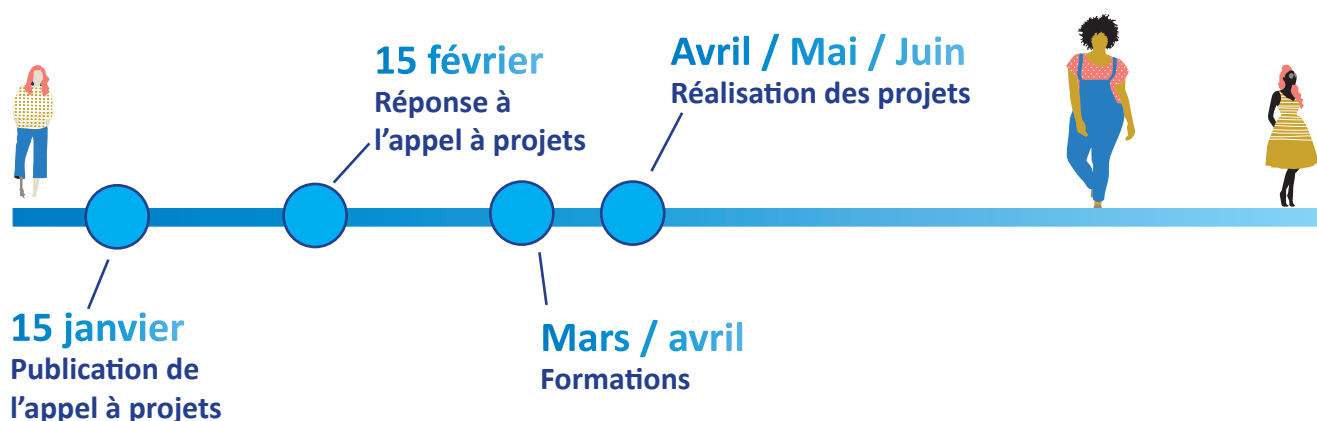 15 janvier
Publication de
l'appel à projets
15 février
Réponse à
l'appel à projets
Mars / avril
Formations
Avril / Mai / Juin
Réalisation des projets